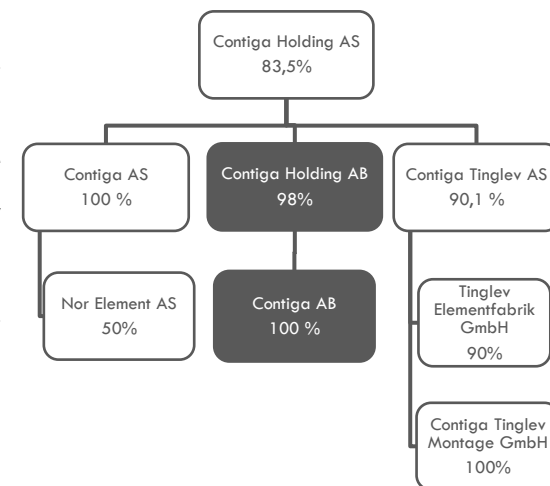 Contiga Holding AS
83,5%
Contiga AS
100 %
Contiga Holding AB
98%
Contiga Tinglev AS
90,1 %
Nor Element AS
50%
Contiga AB
100 %
Tinglev
Elementfabrik
GmbH
90%
Contiga Tinglev
Montage GmbH
100%